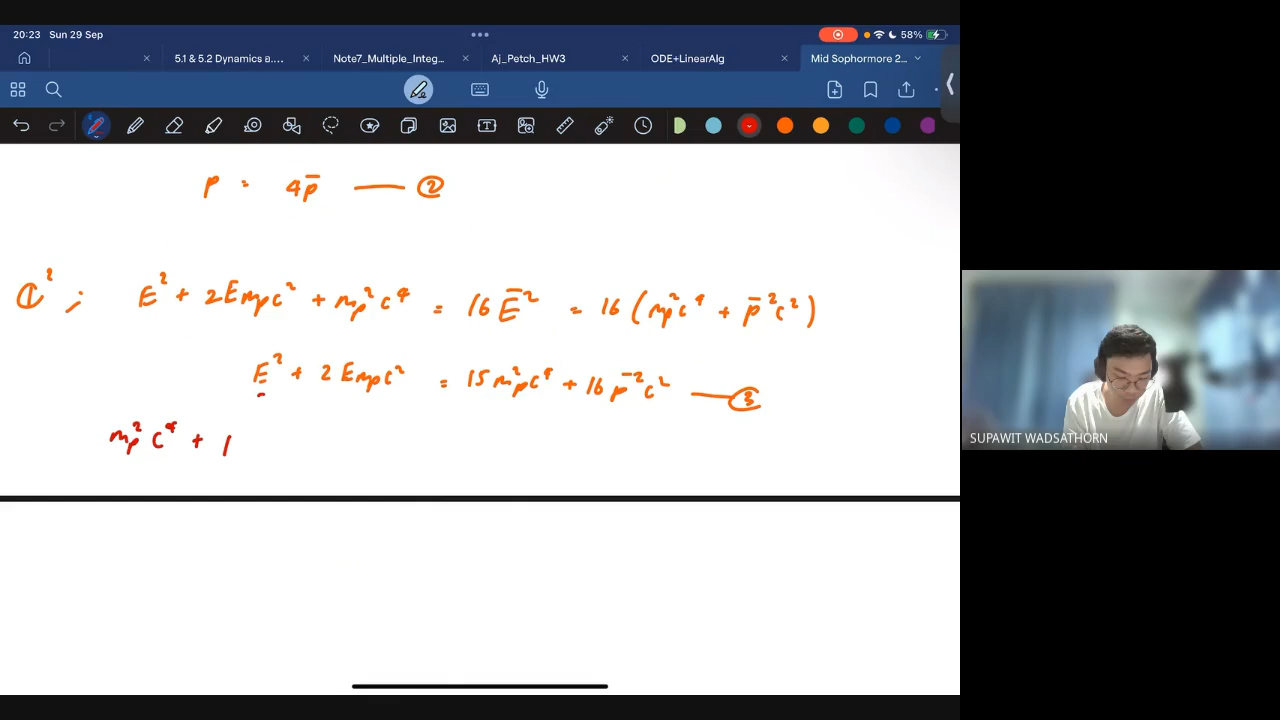 20:23 Sun 29 Sep
58%
5.1 & 5.2 Dynamics a....
Note7_Multiple_Integ...
Aj_Petch_HW3
ODE+LinearAlg
Mid Sophormore 2...
p = 4p̄ —— ②
①² ; E² + 2Em_pc² + m_p²c⁴ = 16Ē² = 16(m_p²c⁴ + p̄²c²)
E² + 2Em_pc² = 15m_p²c⁴ + 16p̄²c² —— ③
m_p²c⁴ + 1
SUPAWIT WADSATHORN